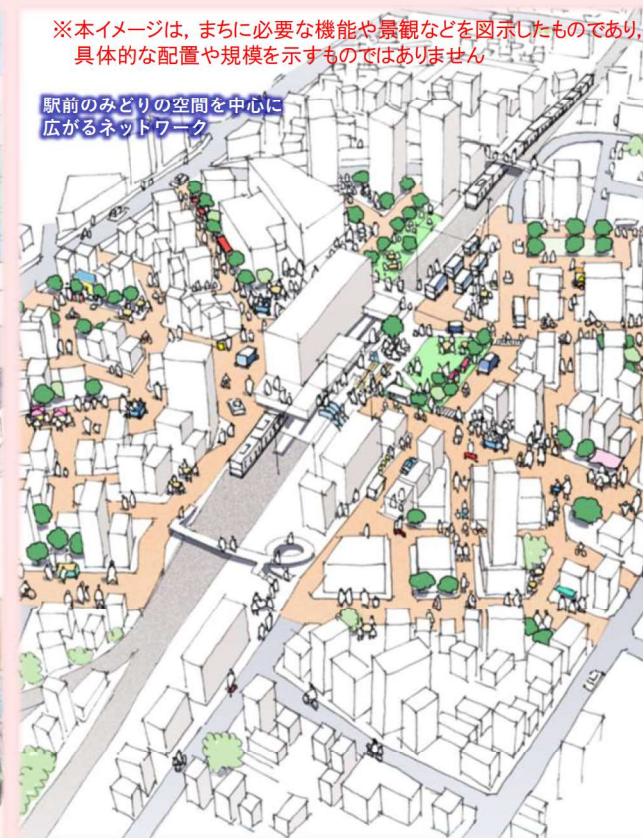 ※本イメージは，まちに必要な機能や景観などを図示したものであり，
具体的な配置や規模を示すものではありません
駅前のみどりの空間を中心に
広がるネットワーク